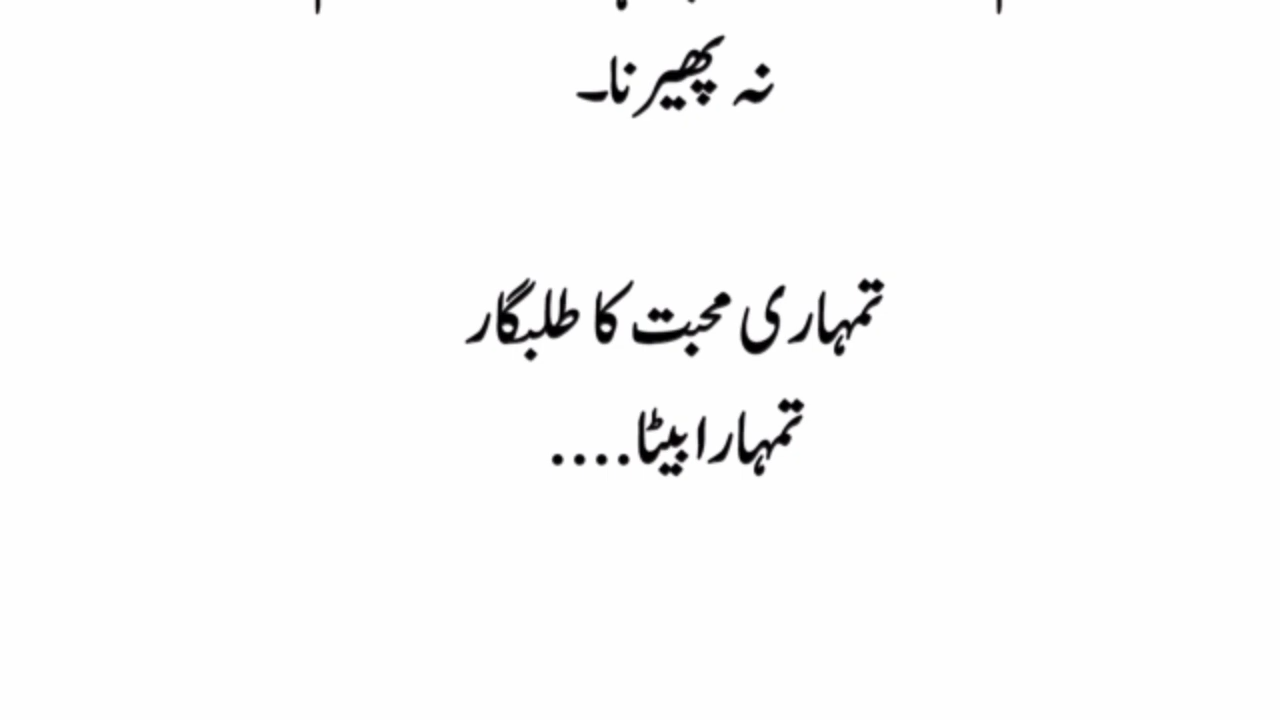 نہ پھیرنا۔
تمہاری محبت کا طلبگار
تمہارا بیٹا....